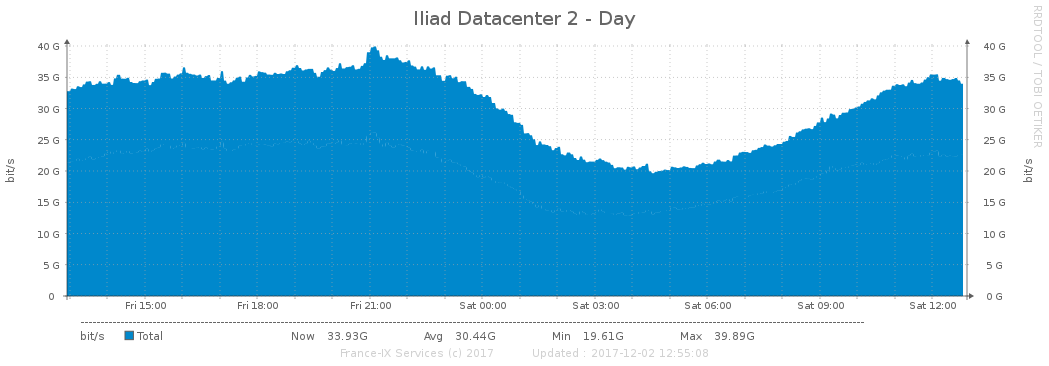 Iliad Datacenter 2 - Day
RRDTOOL / TOBI OETIKER
40 G 40 G
35 G 35 G
30 G 30 G
25 G 25 G
20 G 20 G
15 G 15 G
10 G 10 G
5 G 5 G
0 0 G
bit/s
bit/s
Fri 15:00 Fri 18:00 Fri 21:00 Sat 00:00 Sat 03:00 Sat 06:00 Sat 09:00 Sat 12:00
bit/s Total Now 33.93G Avg 30.44G Min 19.61G Max 39.89G
France-IX Services (c) 2017 Updated : 2017-12-02 12:55:08